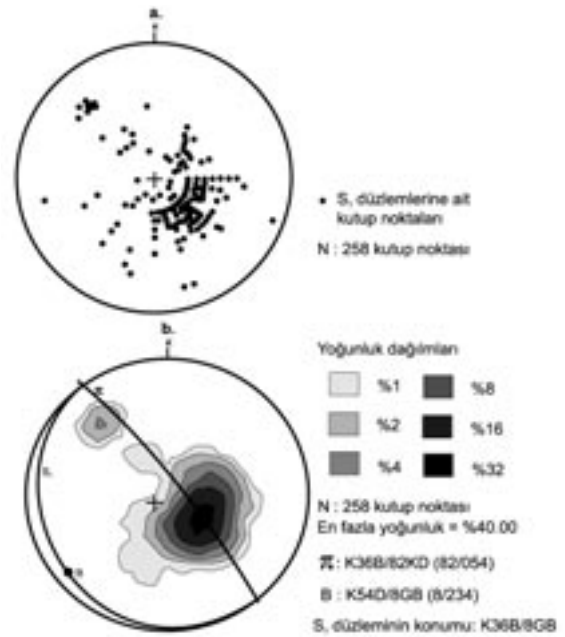 a.
• S, düzlemlerine ait
kutup noktaları
N : 258 kutup noktası
b.
Yoğunluk dağılımları
%1
%8
%2
%16
%4
%32
π
N : 258 kutup noktası
En fazla yoğunluk = %40.00
π: K36B/82KD (82/054)
B : K54D/8GB (8/234)
S, düzleminin konumu: K36B/8GB